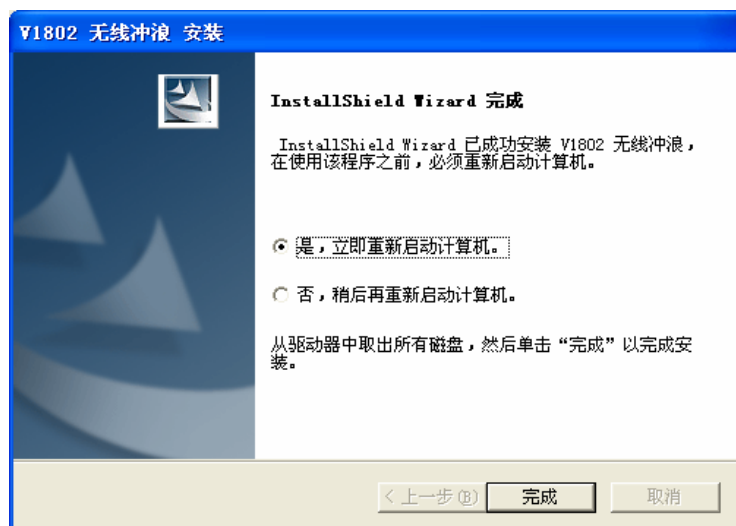 V1802 无线冲浪 安装
InstallShield Wizard 完成
InstallShield Wizard 已成功安装 V1802 无线冲浪，
在使用该程序之前，必须重新启动计算机。
是，立即重新启动计算机。
否，稍后再重新启动计算机。
从驱动器中取出所有磁盘，然后单击“完成”以完成安
装。
< 上一步(B) 完成 取消